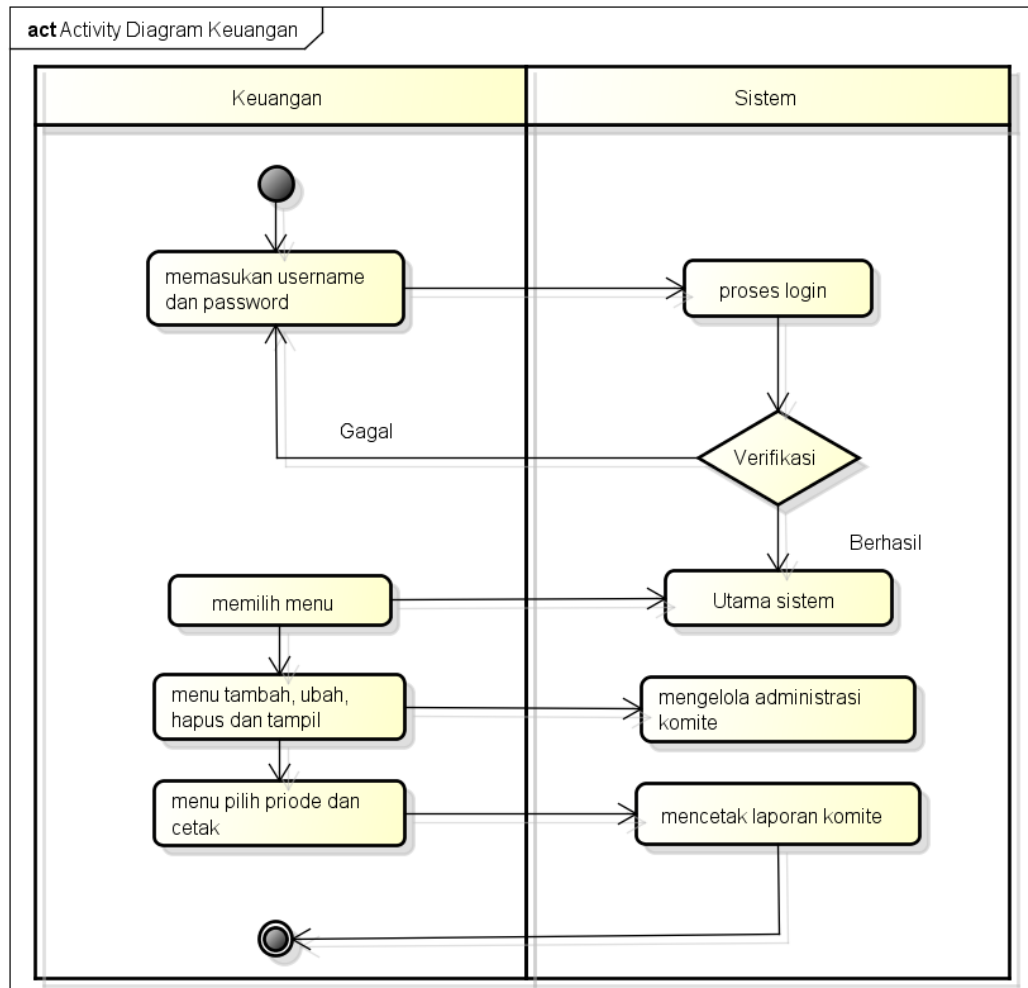 act Activity Diagram Keuangan
Keuangan
Sistem
memasukan username
dan password
proses login
Gagal
Verifikasi
Berhasil
memilih menu
Utama sistem
menu tambah, ubah,
hapus dan tampil
mengelola administrasi
komite
menu pilih priode dan
cetak
mencetak laporan komite